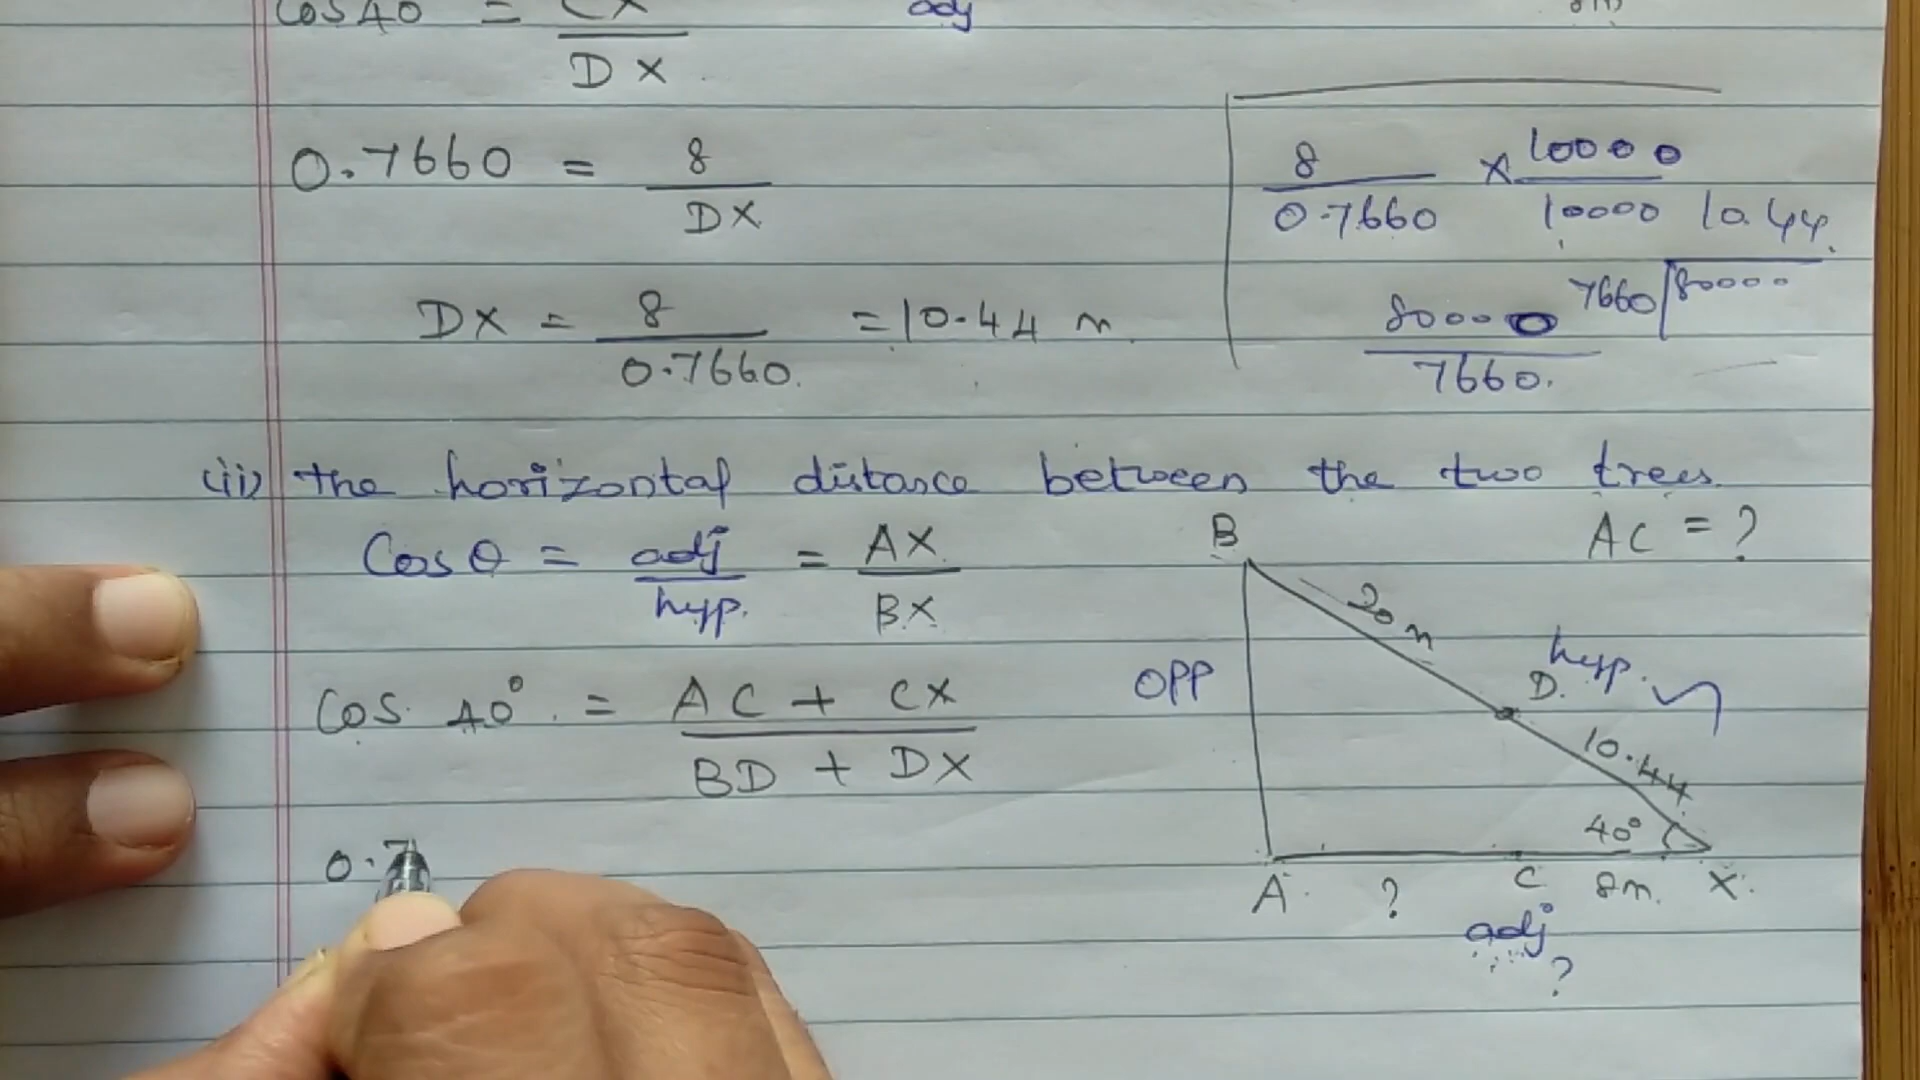 Cos 40 = CX adj
DX
0.7660 = 8
DX
DX = 8 = 10.44 m
0.7660.
8 × 10000
0.7660 10000 10.44.
80000 7660 80000
7660.
(ii) the horizontal distance between the two trees.
AC = ?
Cos θ = adj = AX
hyp. BX
Cos. 40° = AC + CX
BD + DX
0.7
B
20 m
hyp.
D.
OPP
10.44
40°
A ? C 8m. X
adj
?